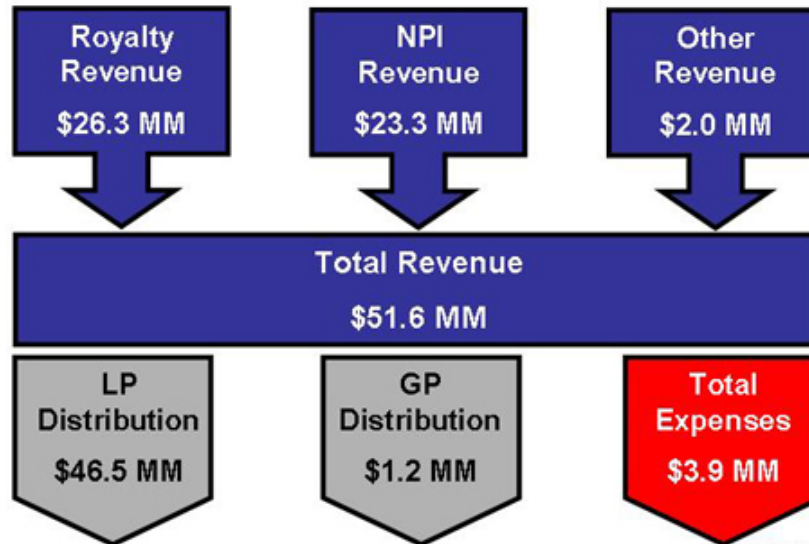 Royalty
Revenue
$26.3 MM
NPI
Revenue
$23.3 MM
Other
Revenue
$2.0 MM
Total Revenue
$51.6 MM
LP
Distribution
$46.5 MM
GP
Distribution
$1.2 MM
Total
Expenses
$3.9 MM